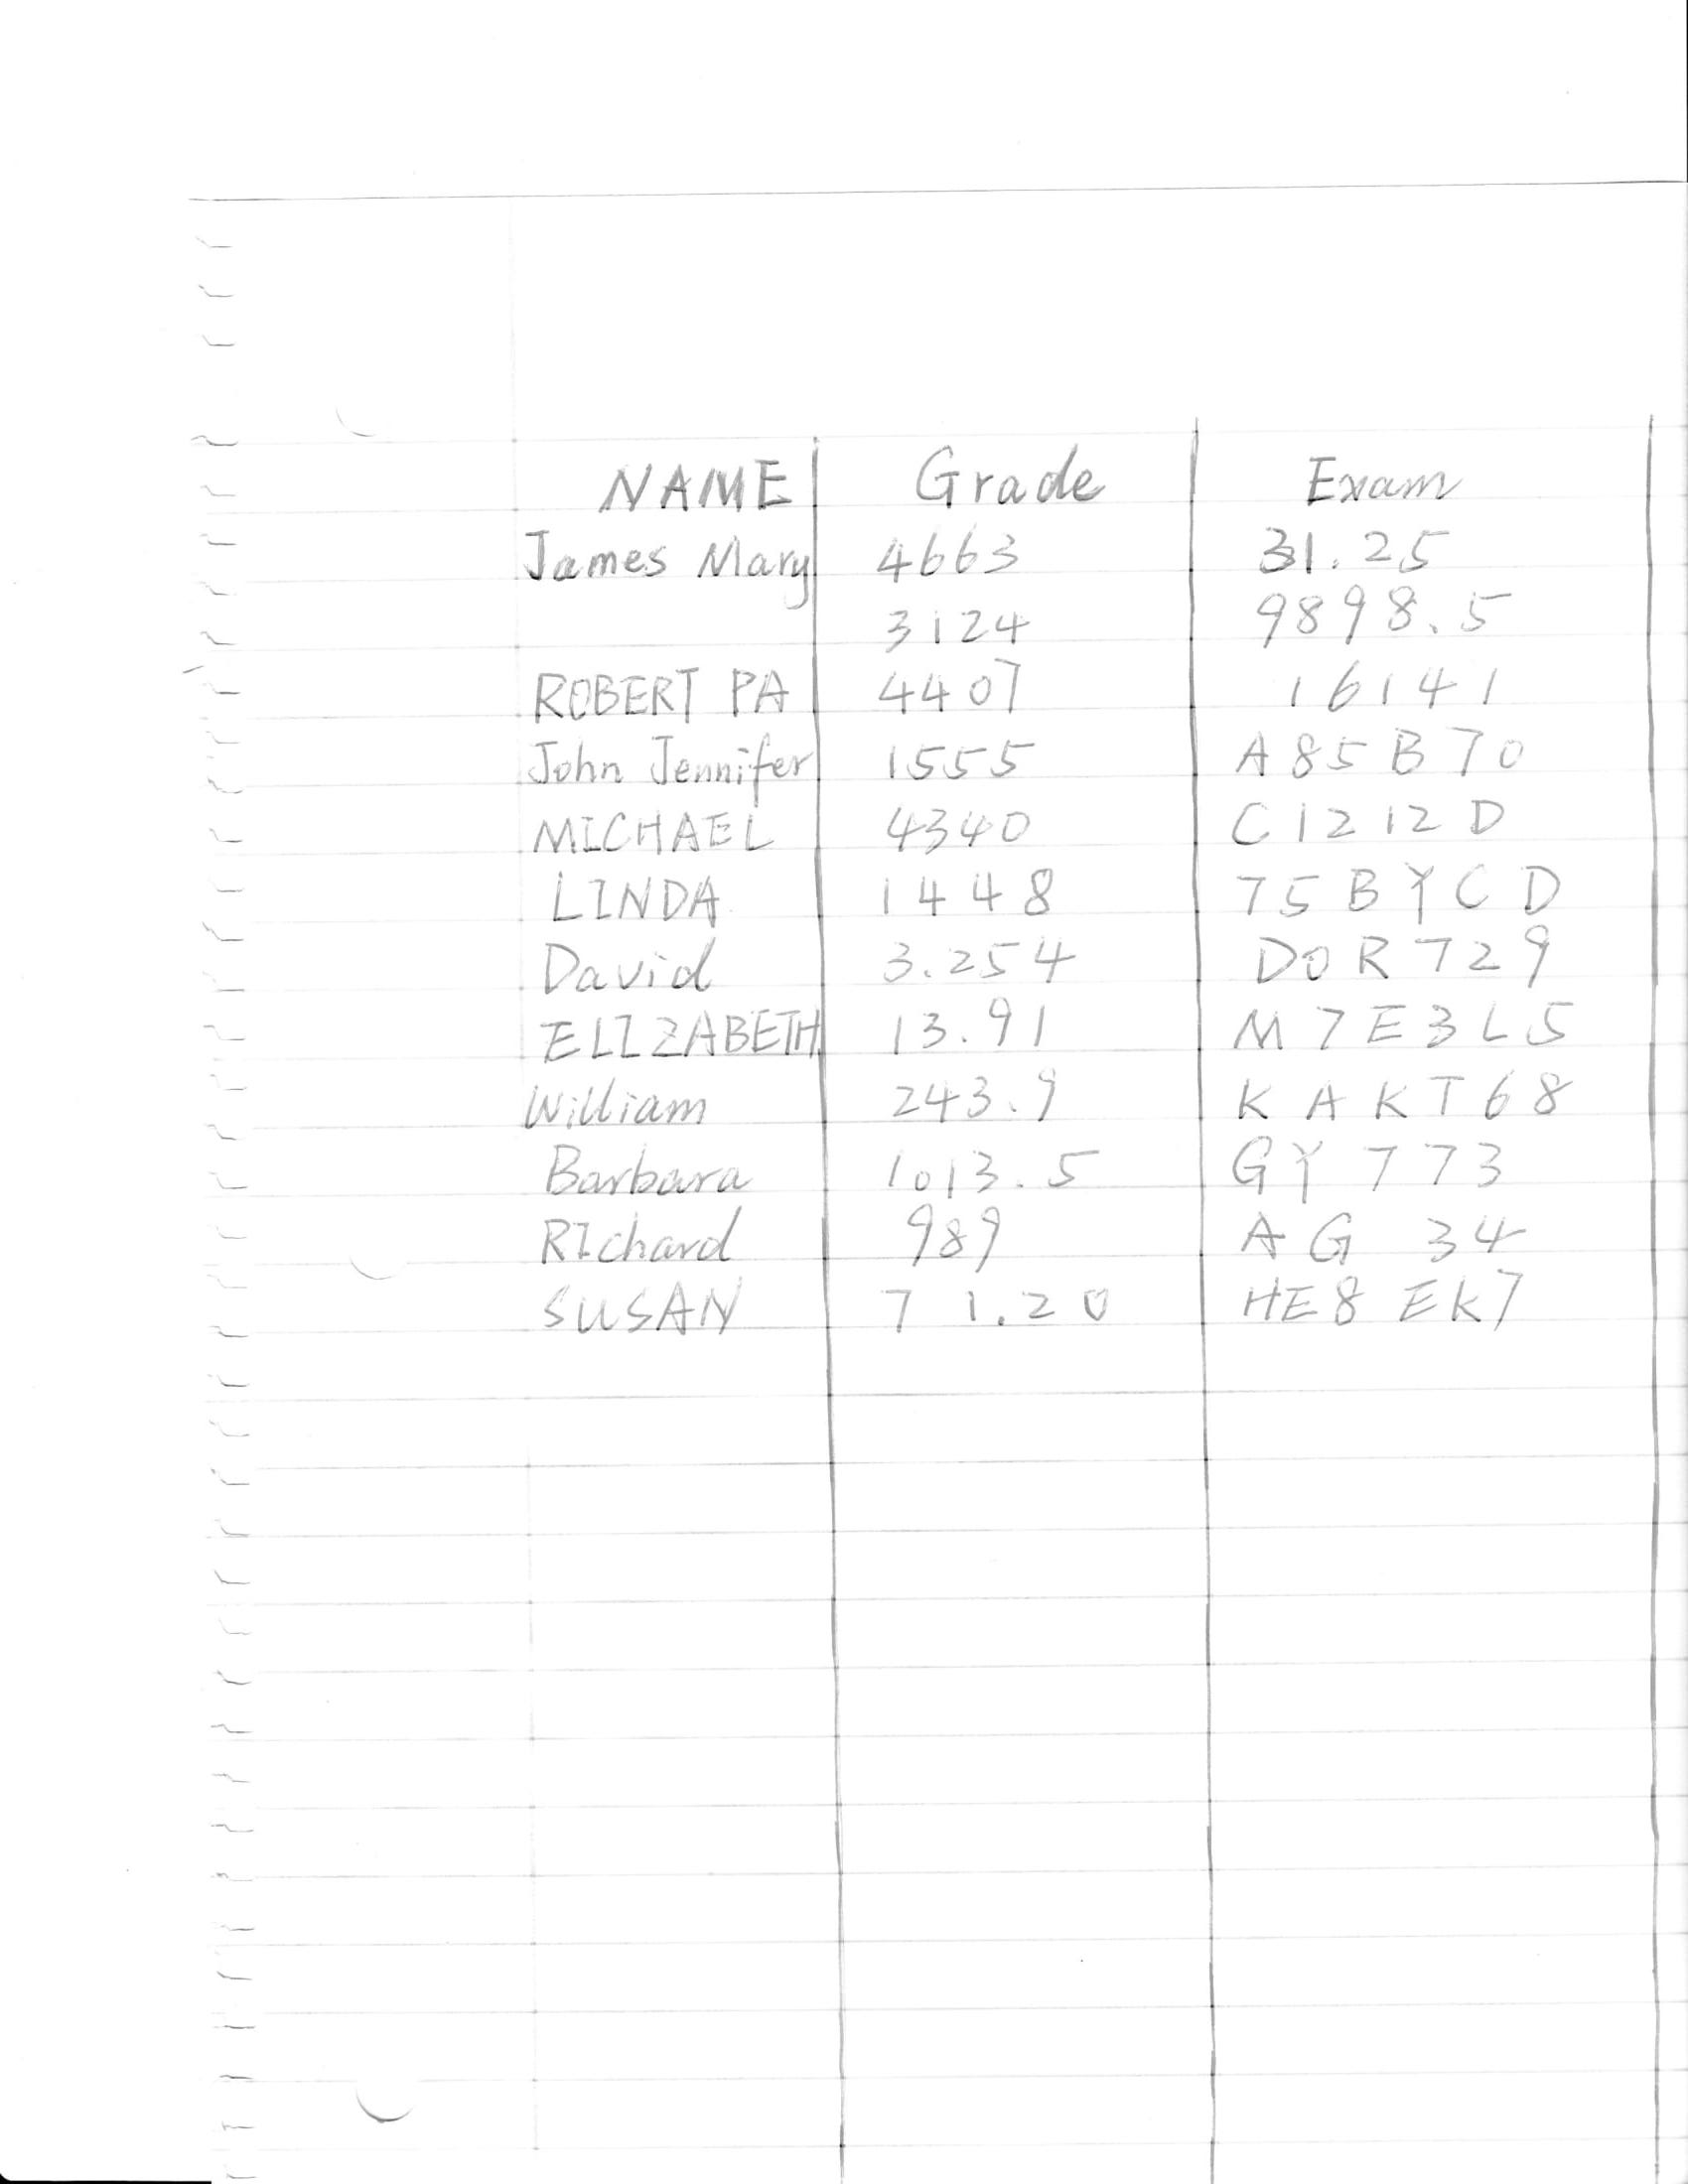 NAME Grade Exam
James Mary 4663 31.25
3124 9898.5
ROBERT PA 4407 16141
John Jennifer 1555 A85B70
MICHAEL 4340 C1212D
LINDA 1448 75BYCD
David 3.254 DOR729
ELIZABETH 13.91 M7E3L5
William 243.9 KAKT68
Barbara 1013.5 GY773
RIchard 989 AG 34
SUSAN 71.20 HE8EK7